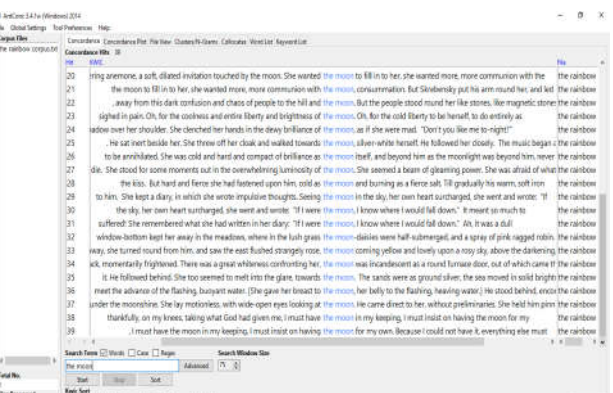 AntConc 3.4.1w (Windows) 2014
Global Settings Tool Preferences Help
Corpus Files
the rainbow corpus.txt
Concordance Concordance Plot File View Clusters/N-Grams Collocates Word List Keyword List
Concordance Hits 39
Hit KWIC File
20 ring anemone, a soft, dilated invitation touched by the moon. She wanted the moon to fill in to her, she wanted more, more communion with the the rainbow
21 the moon to fill in to her, she wanted more, more communion with the moon, consummation. But Skrebensky put his arm round her, and led the rainbow
22 , away from this dark confusion and chaos of people to the hill and the moon. But the people stood round her like stones, like magnetic stones the rainbow
23 sighed in pain. Oh, for the coolness and entire liberty and brightness of the moon. Oh, for the cold liberty to be herself, to do entirely as the rainbow
24 adow over her shoulder. She clenched her hands in the dewy brilliance of the moon, as if she were mad. "Don't you like me to-night?" the rainbow
25 . He sat inert beside her. She threw off her cloak and walked towards the moon, silver-white herself. He followed her closely. The music began a the rainbow
26 to be annihilated. She was cold and hard and compact of brilliance as the moon itself, and beyond him as the moonlight was beyond him, never the rainbow
27 die. She stood for some moments out in the overwhelming luminosity of the moon. She seemed a beam of gleaming power. She was afraid of what the rainbow
28 the kiss. But hard and fierce she had fastened upon him, cold as the moon and burning as a fierce salt. Till gradually his warm, soft iron the rainbow
29 to him. She kept a diary, in which she wrote impulsive thoughts. Seeing the moon in the sky, her own heart surcharged, she went and wrote: "If the rainbow
30 the sky, her own heart surcharged, she went and wrote: "If I were the moon, I know where I would fall down." It meant so much to the rainbow
31 suffered! She remembered what she had written in her diary: "If I were the moon, I know where I would fall down." Ah, it was a dull the rainbow
32 window-bottom kept her away in the meadows, where in the lush grass the moon-daisies were half-submerged, and a spray of pink ragged robin. the rainbow
33 way, she turned round from him, and saw the east flushed strangely rose, the moon coming yellow and lovely upon a rosy sky, above the darkening, the rainbow
34 ack, momentarily frightened. There was a great whiteness confronting her, the moon was incandescent as a round furnace door, out of which came th the rainbow
35 it. He followed behind. She too seemed to melt into the glare, towards the moon. The sands were as ground silver, the sea moved in solid bright the rainbow
36 meet the advance of the flashing, buoyant water. [She gave her breast to the moon, her belly to the flashing, heaving water.] He stood behind, enco the rainbow
37 under the moonshine. She lay motionless, with wide-open eyes looking at the moon. He came direct to her, without preliminaries. She held him pinn the rainbow
38 thankfully, on my knees, taking what God had given me, I must have the moon in my keeping, I must insist on having the moon for my the rainbow
39 . I must have the moon in my keeping, I must insist on having the moon for my own. Because I could not have it, everything else must the rainbow
Search Term Words Case Regex Search Window Size
the moon Advanced 75
Total No. Start Stop Sort
Kwic Sort